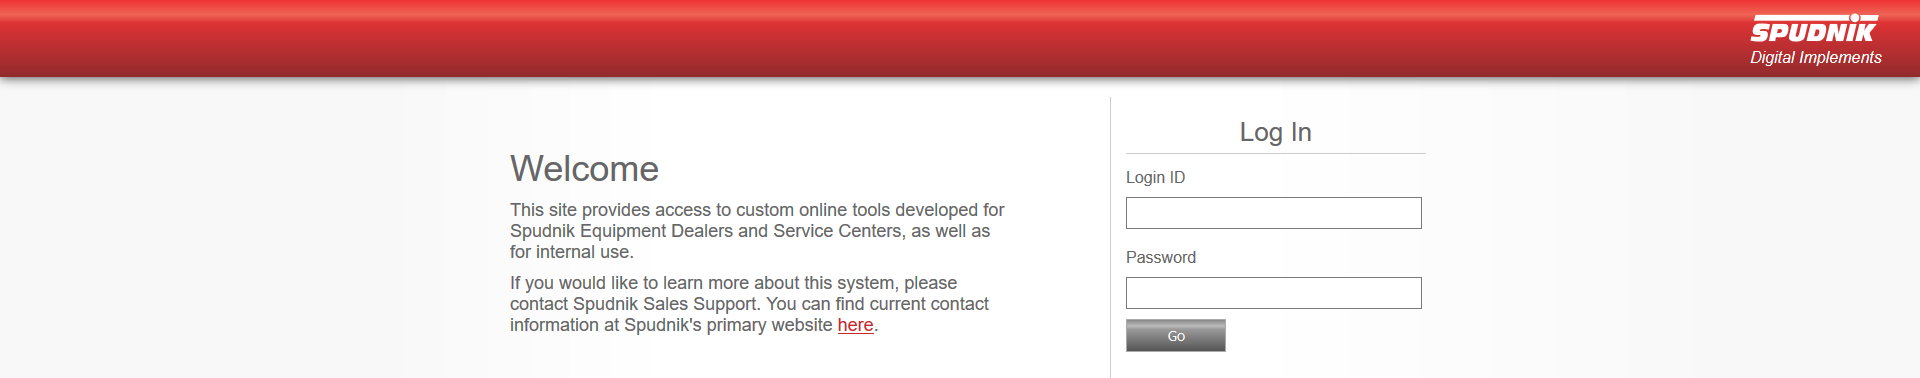 SPUDNIK
Digital Implements
Welcome
This site provides access to custom online tools developed for
Spudnik Equipment Dealers and Service Centers, as well as
for internal use.
If you would like to learn more about this system, please
contact Spudnik Sales Support. You can find current contact
information at Spudnik's primary website here.
Log In
Login ID
Password
Go